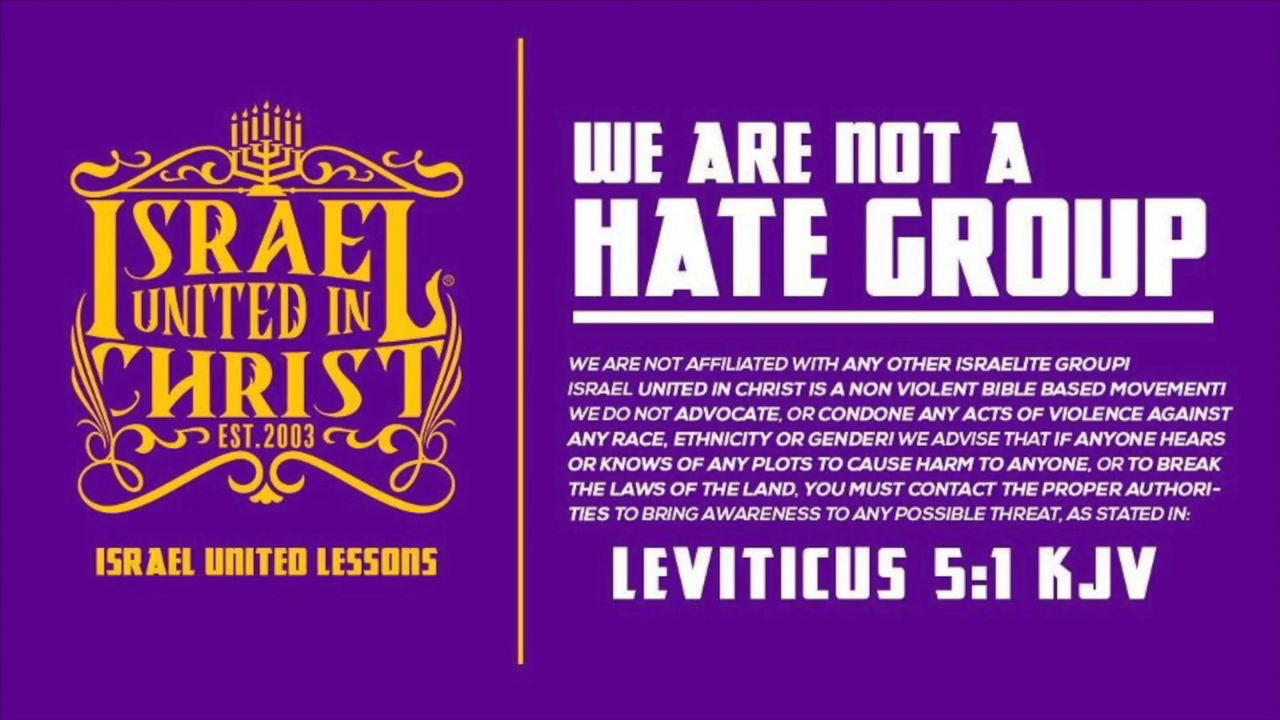 ISRAEL
UNITED IN
CHRIST
EST.2003
ISRAEL UNITED LESSONS
WE ARE NOT A
HATE GROUP
WE ARE NOT AFFILIATED WITH ANY OTHER ISRAELITE GROUP!
ISRAEL UNITED IN CHRIST IS A NON VIOLENT BIBLE BASED MOVEMENT!
WE DO NOT ADVOCATE, OR CONDONE ANY ACTS OF VIOLENCE AGAINST
ANY RACE, ETHNICITY OR GENDER! WE ADVISE THAT IF ANYONE HEARS
OR KNOWS OF ANY PLOTS TO CAUSE HARM TO ANYONE, OR TO BREAK
THE LAWS OF THE LAND, YOU MUST CONTACT THE PROPER AUTHORI-
TIES TO BRING AWARENESS TO ANY POSSIBLE THREAT, AS STATED IN:
LEVITICUS 5:1 KJV